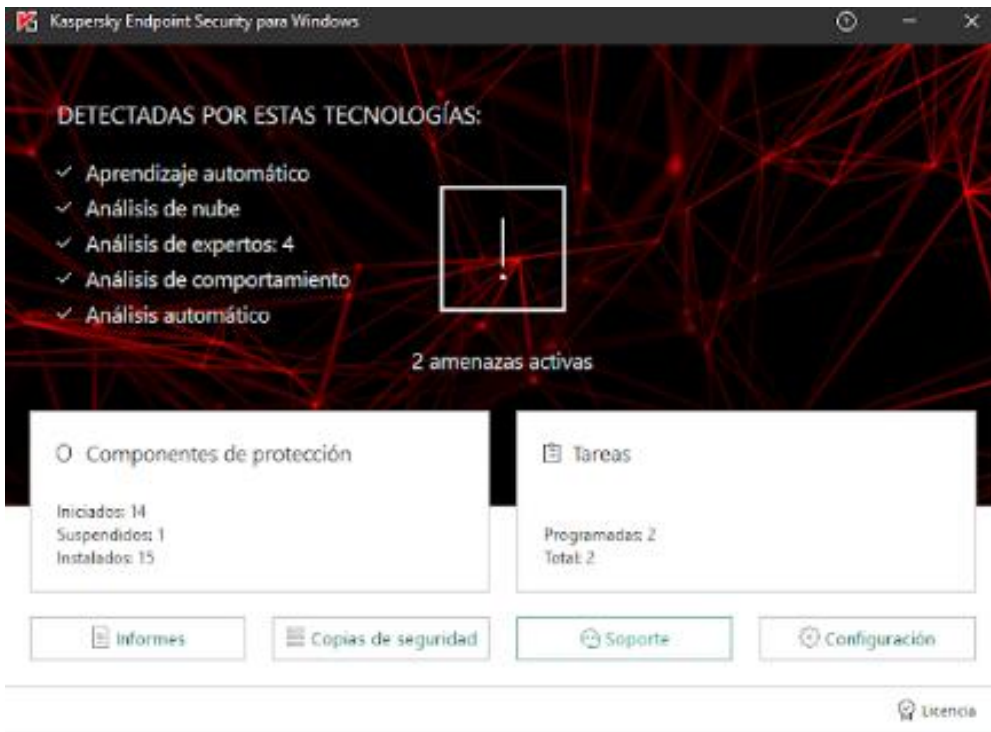 Kaspersky Endpoint Security para Windows
DETECTADAS POR ESTAS TECNOLOGÍAS:
Aprendizaje automático
Análisis de nube
Análisis de expertos: 4
Análisis de comportamiento
Análisis automático
!
2 amenazas activas
Componentes de protección
Iniciados: 14
Suspendidos: 1
Instalados: 15
Tareas
Programadas: 2
Total: 2
Informes
Copias de seguridad
Soporte
Configuración
Licencia